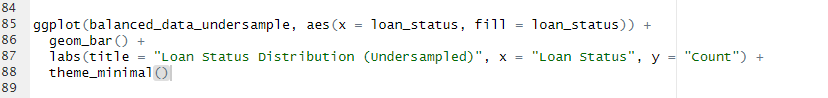 84
85 ggplot(balanced_data_undersample, aes(x = loan_status, fill = loan_status)) +
86   geom_bar() +
87   labs(title = "Loan Status Distribution (Undersampled)", x = "Loan Status", y = "Count") +
88   theme_minimal()
89